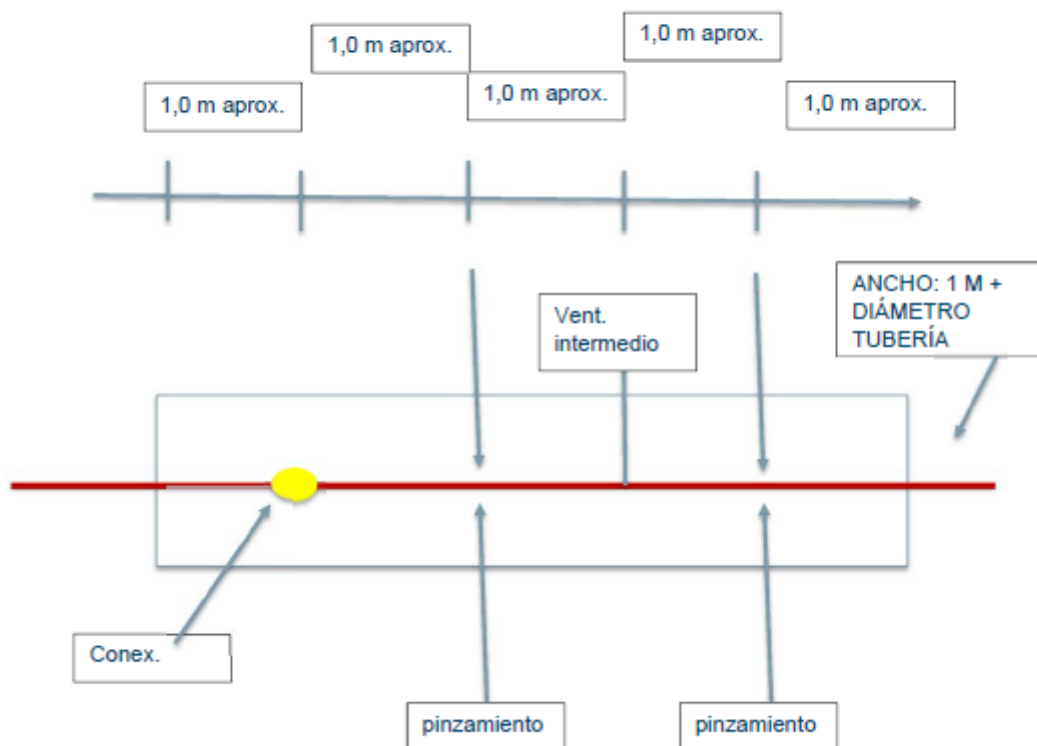 1,0 m aprox.
1,0 m aprox.
1,0 m aprox.
1,0 m aprox.
1,0 m aprox.
ANCHO: 1 M +
DIÁMETRO
TUBERÍA
Vent.
intermedio
Conex.
pinzamiento
pinzamiento